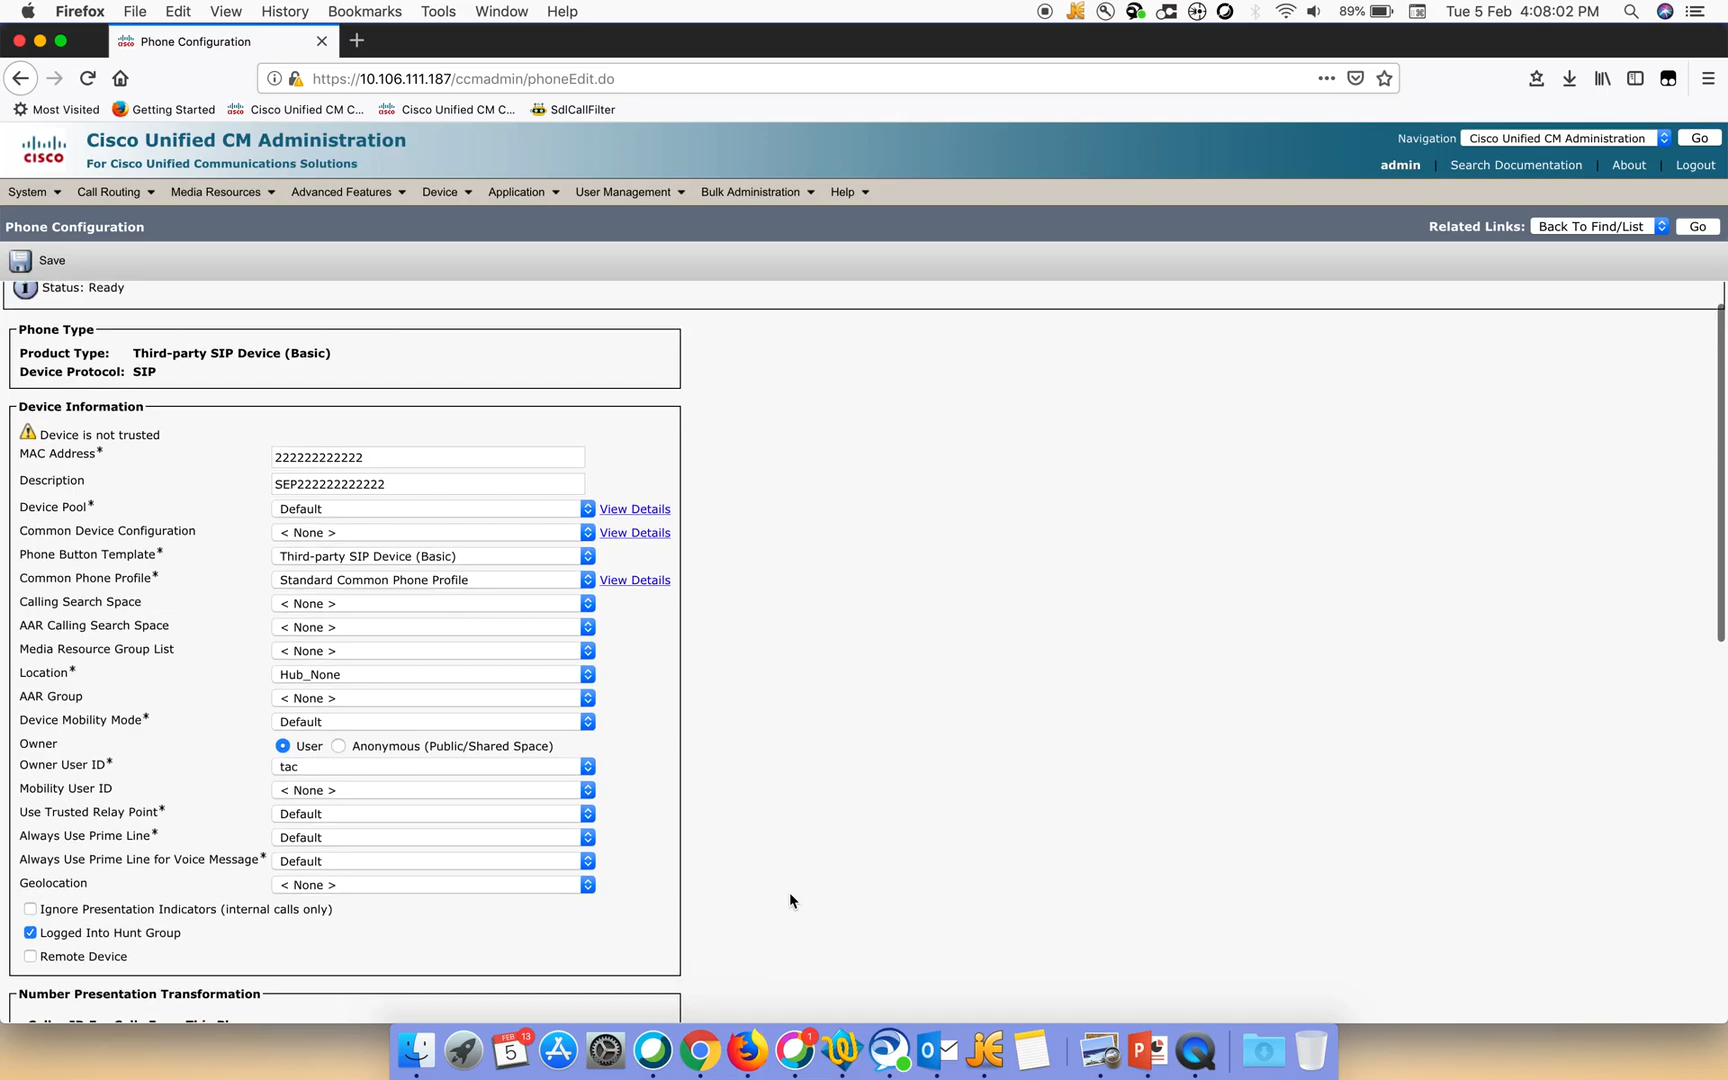 Firefox File Edit View History Bookmarks Tools Window Help 89% Tue 5 Feb 4:08:02 PM
Phone Configuration
https://10.106.111.187/ccmadmin/phoneEdit.do
Most Visited Getting Started Cisco Unified CM C... Cisco Unified CM C... SdlCallFilter
CISCO
Cisco Unified CM Administration
For Cisco Unified Communications Solutions
Navigation Cisco Unified CM Administration Go
admin | Search Documentation | About | Logout
System Call Routing Media Resources Advanced Features Device Application User Management Bulk Administration Help
Phone Configuration
Related Links: Back To Find/List Go
Save
Status: Ready
Phone Type
Product Type: Third-party SIP Device (Basic)
Device Protocol: SIP
Device Information
Device is not trusted
MAC Address* 222222222222
Description SEP222222222222
Device Pool* Default View Details
Common Device Configuration < None > View Details
Phone Button Template* Third-party SIP Device (Basic)
Common Phone Profile* Standard Common Phone Profile View Details
Calling Search Space < None >
AAR Calling Search Space < None >
Media Resource Group List < None >
Location* Hub_None
AAR Group < None >
Device Mobility Mode* Default
Owner User Anonymous (Public/Shared Space)
Owner User ID* tac
Mobility User ID < None >
Use Trusted Relay Point* Default
Always Use Prime Line* Default
Always Use Prime Line for Voice Message* Default
Geolocation < None >
Ignore Presentation Indicators (internal calls only)
Logged Into Hunt Group
Remote Device
Number Presentation Transformation
FEB 13
5
1